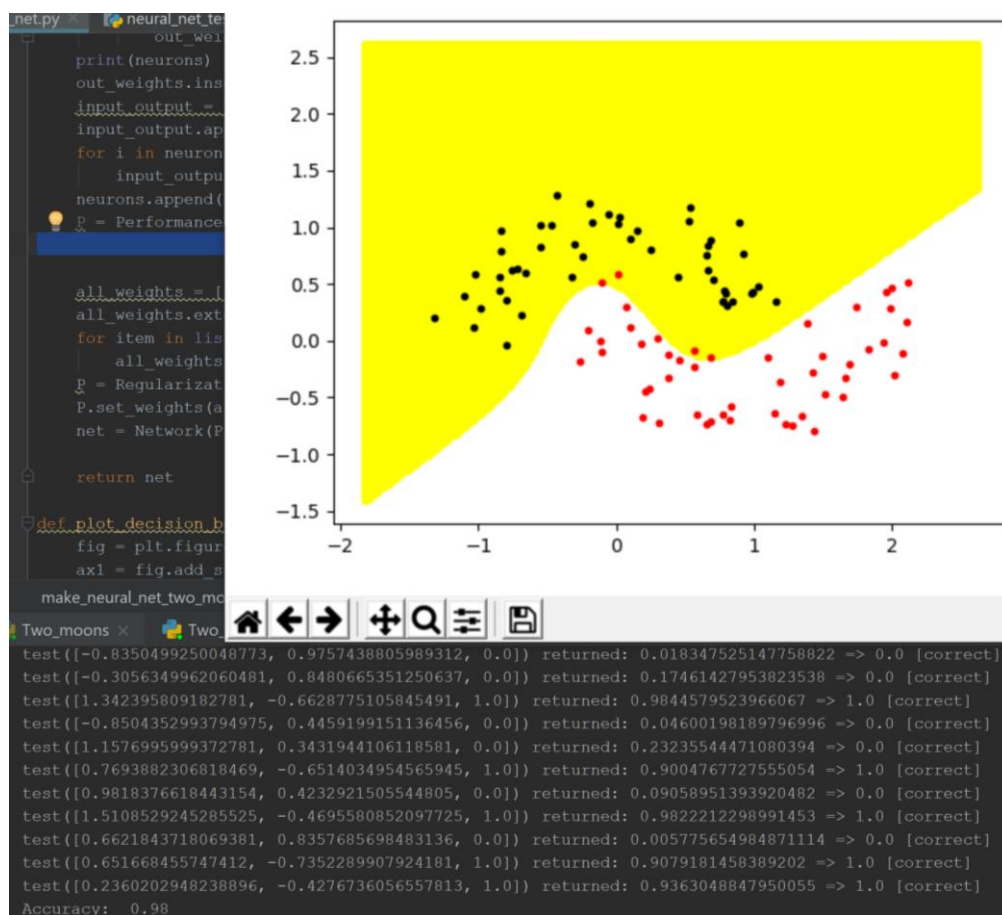 _net.py × neural_net_te
out_wei
print(neurons)
out_weights.ins
input_output =
input_output.ap
for i in neuron
input_outpu
neurons.append(
P = Performance
all_weights = [
all_weights.ext
for item in lis
all_weights
P = Regularizat
P.set_weights(a
net = Network(P
return net
def plot_decision_b
fig = plt.figur
ax1 = fig.add_s
make_neural_net_two_mo
2.5
2.0
1.5
1.0
0.5
0.0
−0.5
−1.0
−1.5
−2 −1 0 1 2
Two_moons × Two_
test([-0.8350499250048773, 0.9757438805989312, 0.0]) returned: 0.018347525147758822 => 0.0 [correct]
test([-0.3056349962060481, 0.8480665351250637, 0.0]) returned: 0.17461427953823538 => 0.0 [correct]
test([1.342395809182781, -0.6628775105845491, 1.0]) returned: 0.9844579523966067 => 1.0 [correct]
test([-0.8504352993794975, 0.4459199151136456, 0.0]) returned: 0.04600198189796996 => 0.0 [correct]
test([1.1576995999372781, 0.3431944106118581, 0.0]) returned: 0.23235544471080394 => 0.0 [correct]
test([0.7693882306818469, -0.6514034954565945, 1.0]) returned: 0.9004767727555054 => 1.0 [correct]
test([0.9818376618443154, 0.4232921505544805, 0.0]) returned: 0.09058951393920482 => 0.0 [correct]
test([1.5108529245285525, -0.4695580852097725, 1.0]) returned: 0.9822212298991453 => 1.0 [correct]
test([0.6621843718069381, 0.8357685698483136, 0.0]) returned: 0.005775654984871114 => 0.0 [correct]
test([0.651668455747412, -0.7352289907924181, 1.0]) returned: 0.9079181458389202 => 1.0 [correct]
test([0.2360202948238896, -0.4276736056557813, 1.0]) returned: 0.9363048847950055 => 1.0 [correct]
Accuracy: 0.98